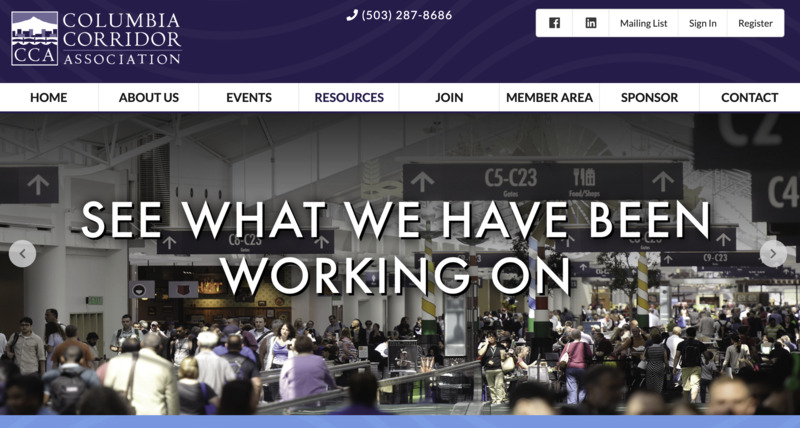 COLUMBIA
CORRIDOR
ASSOCIATION
CCA
(503) 287-8686
Mailing List
Sign In
Register
HOME
ABOUT US
EVENTS
RESOURCES
JOIN
MEMBER AREA
SPONSOR
CONTACT
C2
C5-C23
Gates
Food/Shops
C4
SEE WHAT WE HAVE BEEN
WORKING ON
C6-C23
C9-C23